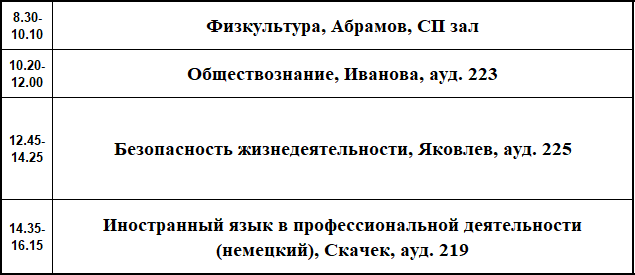 8.30-
10.10
Физкультура, Абрамов, СП зал
10.20-
12.00
Обществознание, Иванова, ауд. 223
12.45-
14.25
Безопасность жизнедеятельности, Яковлев, ауд. 225
14.35-
16.15
Иностранный язык в профессиональной деятельности
(немецкий), Скачек, ауд. 219